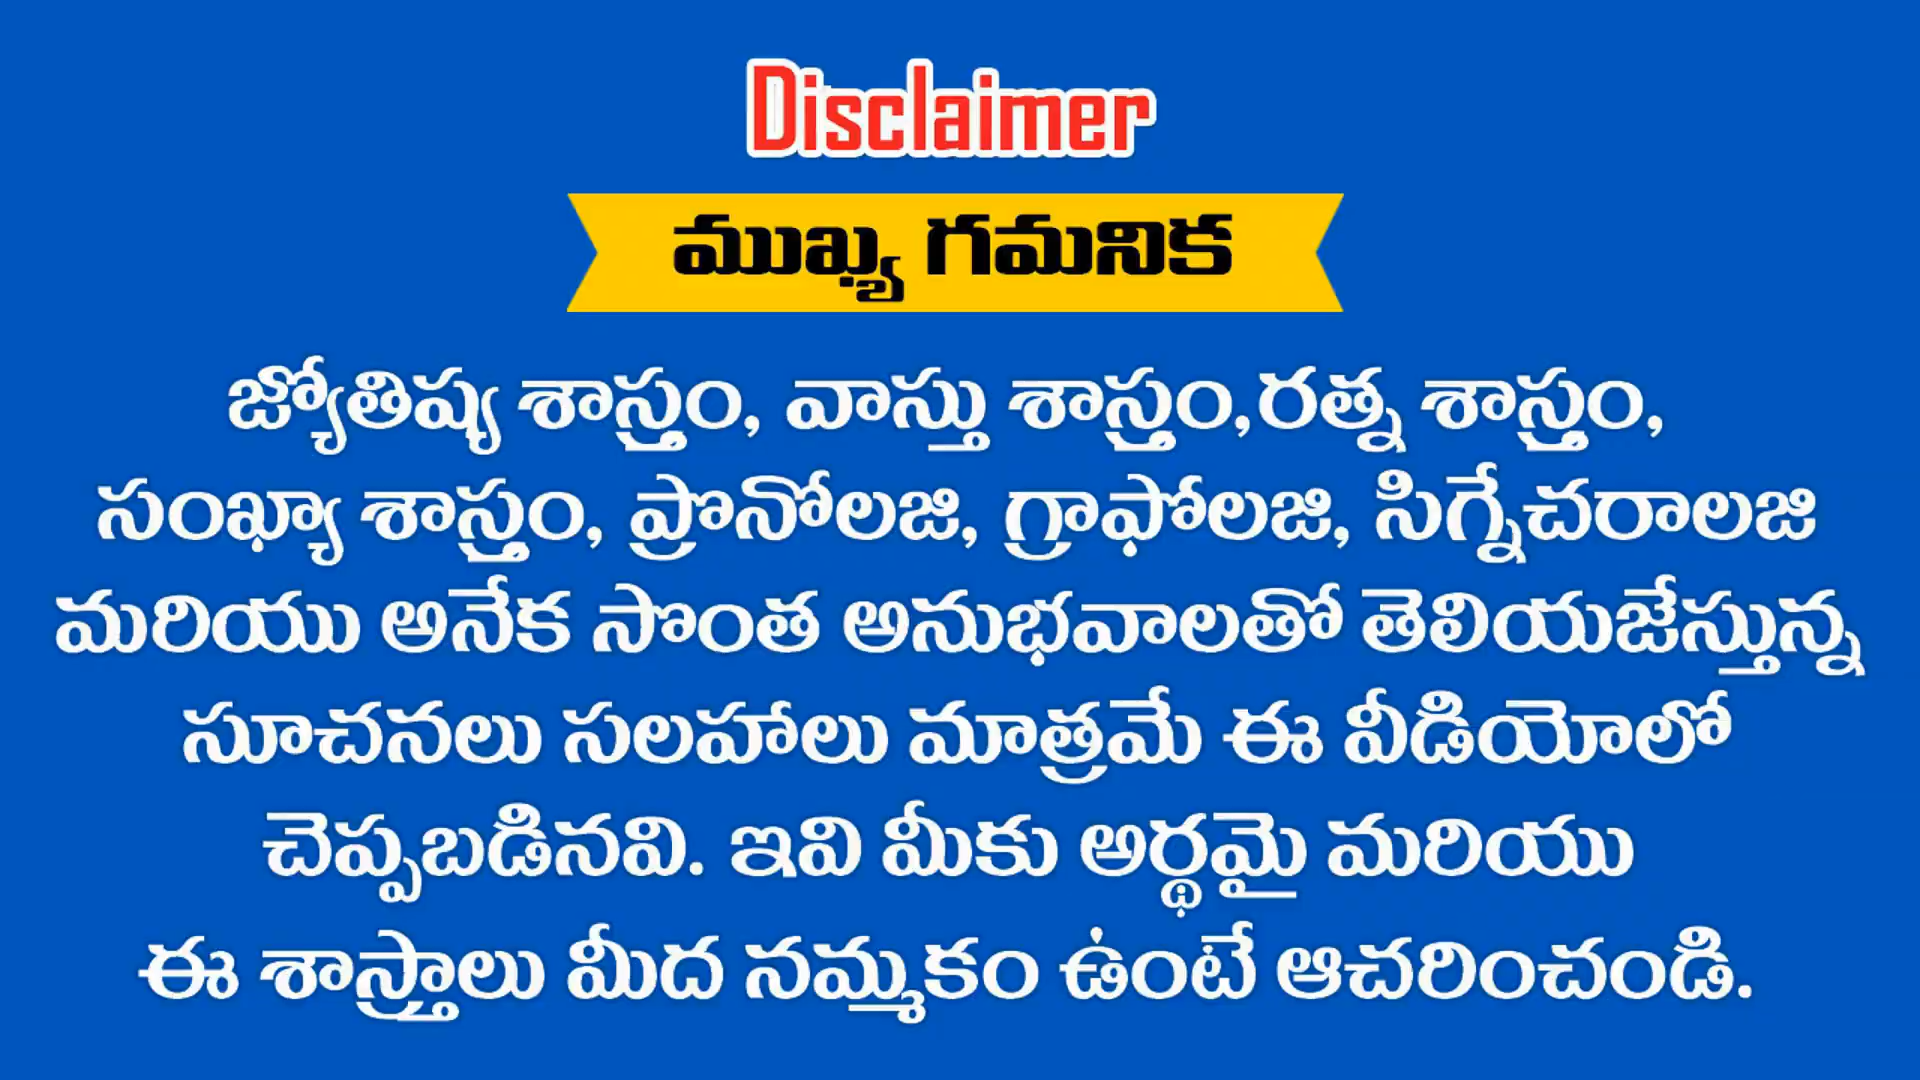 Disclaimer
ముఖ్య గమనిక
జ్యోతిష్య శాస్త్రం, వాస్తు శాస్త్రం,రత్న శాస్త్రం,
సంఖ్యా శాస్త్రం, ప్రొనోలజి, గ్రాఫోలజి, సిగ్నేచరాలజి
మరియు అనేక సొంత అనుభవాలతో తెలియజేస్తున్న
సూచనలు సలహాలు మాత్రమే ఈ వీడియోలో
చెప్పబడినవి. ఇవి మీకు అర్థమై మరియు
ఈ శాస్త్రాలు మీద నమ్మకం ఉంటే ఆచరించండి.